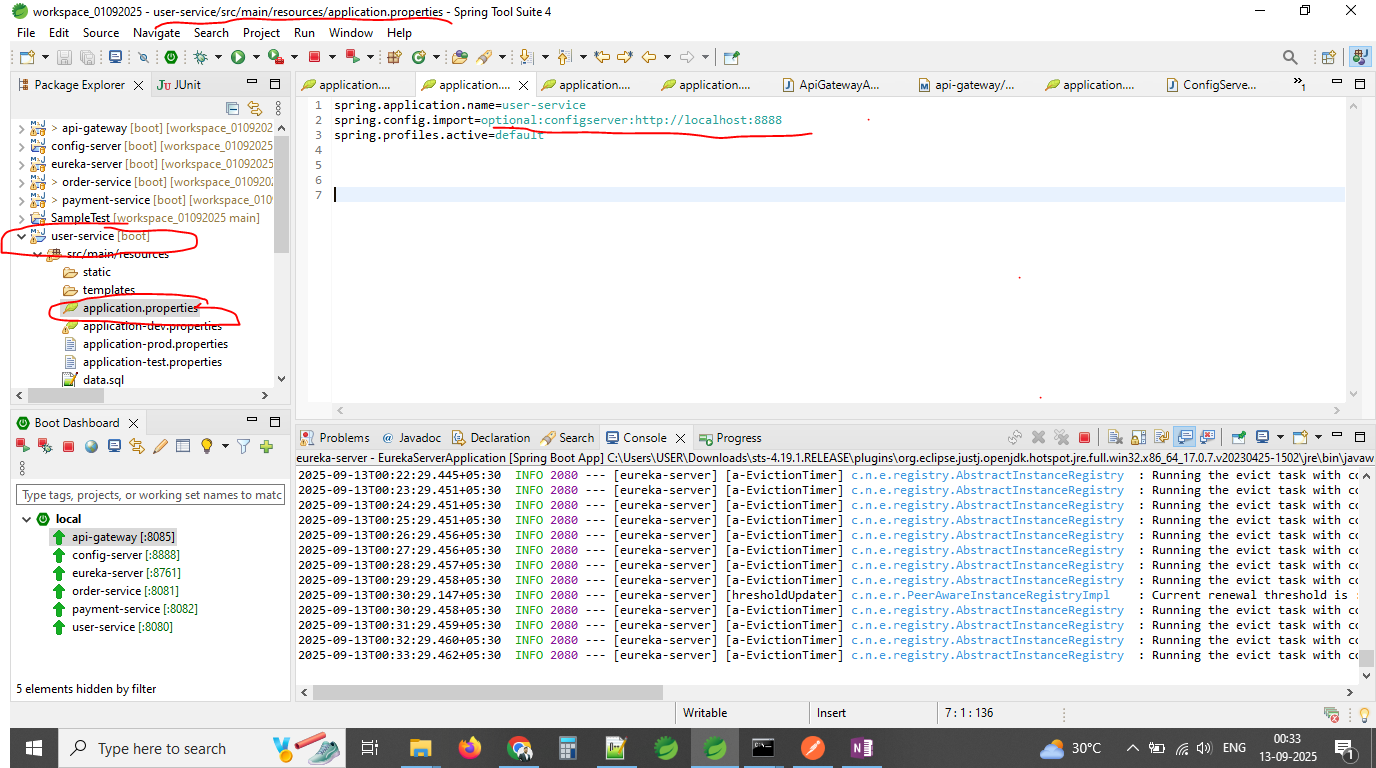 workspace_01092025 - user-service/src/main/resources/application.properties - Spring Tool Suite 4
File Edit Source Navigate Search Project Run Window Help
Package Explorer
JUnit
application....
application....
application....
application....
ApiGatewayA...
api-gateway/...
application....
ConfigServe...
»1
> api-gateway [boot] [workspace_010920
config-server [boot] [workspace_010920
eureka-server [boot] [workspace_010920
> order-service [boot] [workspace_01092
> payment-service [boot] [workspace_010
SampleTest [workspace_01092025 main]
user-service [boot]
src/main/resources
static
templates
application.properties
application-dev.properties
application-prod.properties
application-test.properties
data.sql
1 spring.application.name=user-service
2 spring.config.import=optional:configserver:http://localhost:8888
3 spring.profiles.active=default
4
5
6
7
Boot Dashboard
Type tags, projects, or working set names to matc
local
api-gateway [:8085]
config-server [:8888]
eureka-server [:8761]
order-service [:8081]
payment-service [:8082]
user-service [:8080]
5 elements hidden by filter
Problems @ Javadoc Declaration Search Console Progress
eureka-server - EurekaServerApplication [Spring Boot App] C:\Users\USER\Downloads\sts-4.19.1.RELEASE\plugins\org.eclipse.justj.openjdk.hotspot.jre.full.win32.x86_64_17.0.7.v20230425-1502\jre\bin\javaw
2025-09-13T00:22:29.445+05:30 INFO 2080 --- [eureka-server] [a-EvictionTimer] c.n.e.registry.AbstractInstanceRegistry : Running the evict task with co
2025-09-13T00:23:29.451+05:30 INFO 2080 --- [eureka-server] [a-EvictionTimer] c.n.e.registry.AbstractInstanceRegistry : Running the evict task with co
2025-09-13T00:24:29.451+05:30 INFO 2080 --- [eureka-server] [a-EvictionTimer] c.n.e.registry.AbstractInstanceRegistry : Running the evict task with co
2025-09-13T00:25:29.451+05:30 INFO 2080 --- [eureka-server] [a-EvictionTimer] c.n.e.registry.AbstractInstanceRegistry : Running the evict task with co
2025-09-13T00:26:29.456+05:30 INFO 2080 --- [eureka-server] [a-EvictionTimer] c.n.e.registry.AbstractInstanceRegistry : Running the evict task with co
2025-09-13T00:27:29.456+05:30 INFO 2080 --- [eureka-server] [a-EvictionTimer] c.n.e.registry.AbstractInstanceRegistry : Running the evict task with co
2025-09-13T00:28:29.457+05:30 INFO 2080 --- [eureka-server] [a-EvictionTimer] c.n.e.registry.AbstractInstanceRegistry : Running the evict task with co
2025-09-13T00:29:29.458+05:30 INFO 2080 --- [eureka-server] [a-EvictionTimer] c.n.e.registry.AbstractInstanceRegistry : Running the evict task with co
2025-09-13T00:30:29.147+05:30 INFO 2080 --- [eureka-server] [hresholdUpdater] c.n.e.r.PeerAwareInstanceRegistryImpl : Current renewal threshold is
2025-09-13T00:30:29.458+05:30 INFO 2080 --- [eureka-server] [a-EvictionTimer] c.n.e.registry.AbstractInstanceRegistry : Running the evict task with co
2025-09-13T00:31:29.459+05:30 INFO 2080 --- [eureka-server] [a-EvictionTimer] c.n.e.registry.AbstractInstanceRegistry : Running the evict task with co
2025-09-13T00:32:29.460+05:30 INFO 2080 --- [eureka-server] [a-EvictionTimer] c.n.e.registry.AbstractInstanceRegistry : Running the evict task with co
2025-09-13T00:33:29.462+05:30 INFO 2080 --- [eureka-server] [a-EvictionTimer] c.n.e.registry.AbstractInstanceRegistry : Running the evict task with co
Writable Insert 7 : 1 : 136
Type here to search
30°C
ENG
00:33
13-09-2025
1